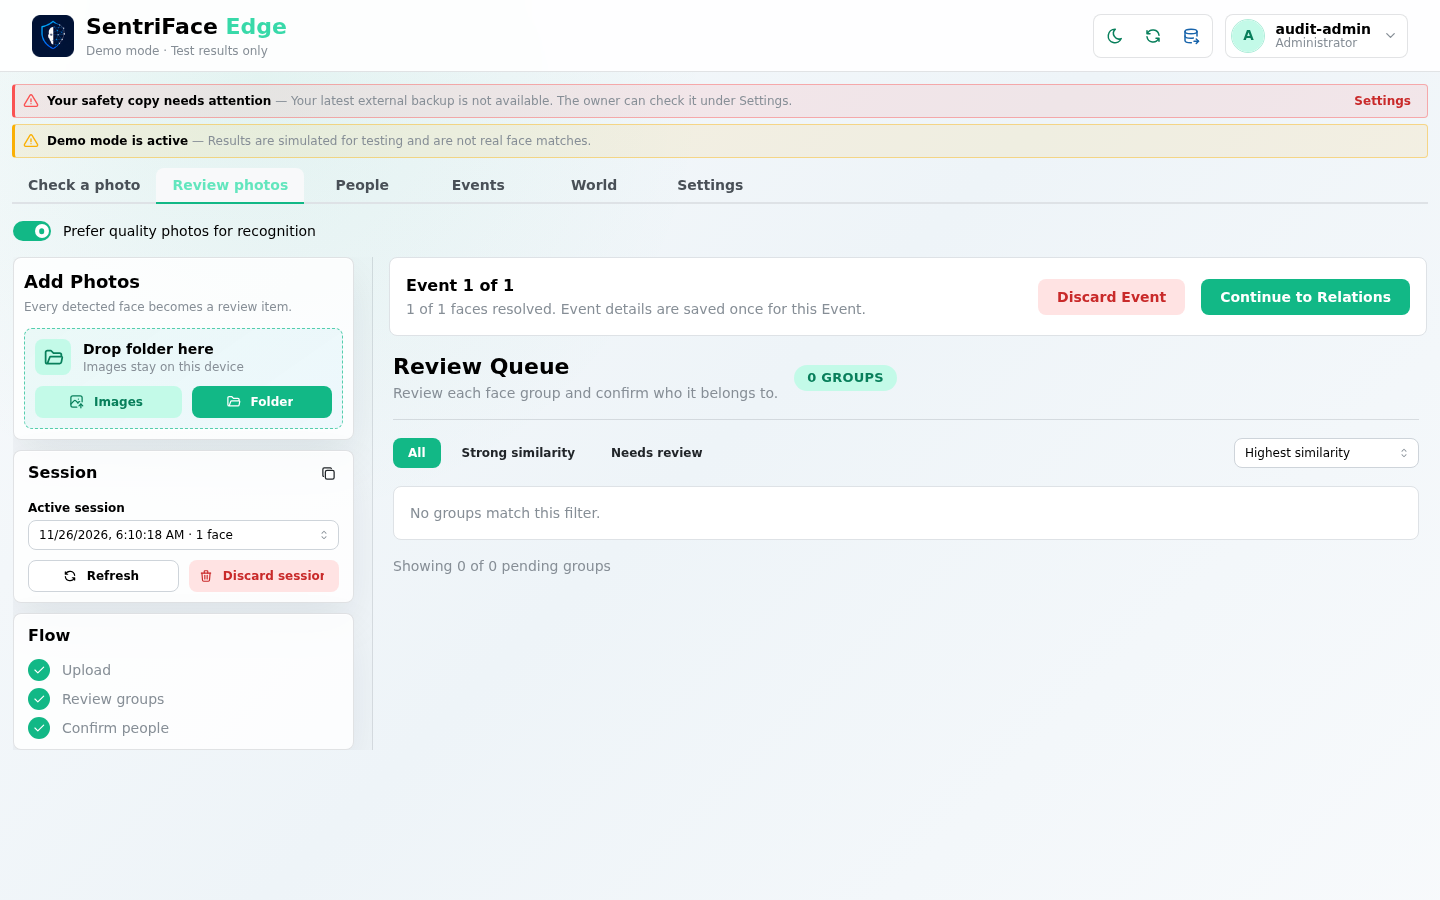 SentriFace Edge
Demo mode · Test results only
A
audit-admin
Administrator
Your safety copy needs attention — Your latest external backup is not available. The owner can check it under Settings.
Settings
Demo mode is active — Results are simulated for testing and are not real face matches.
Check a photo
Review photos
People
Events
World
Settings
Prefer quality photos for recognition
Add Photos
Every detected face becomes a review item.
Drop folder here
Images stay on this device
Images
Folder
Session
Active session
11/26/2026, 6:10:18 AM · 1 face
Refresh
Discard session
Flow
Upload
Review groups
Confirm people
Event 1 of 1
1 of 1 faces resolved. Event details are saved once for this Event.
Discard Event
Continue to Relations
Review Queue
Review each face group and confirm who it belongs to.
0 GROUPS
All
Strong similarity
Needs review
Highest similarity
No groups match this filter.
Showing 0 of 0 pending groups